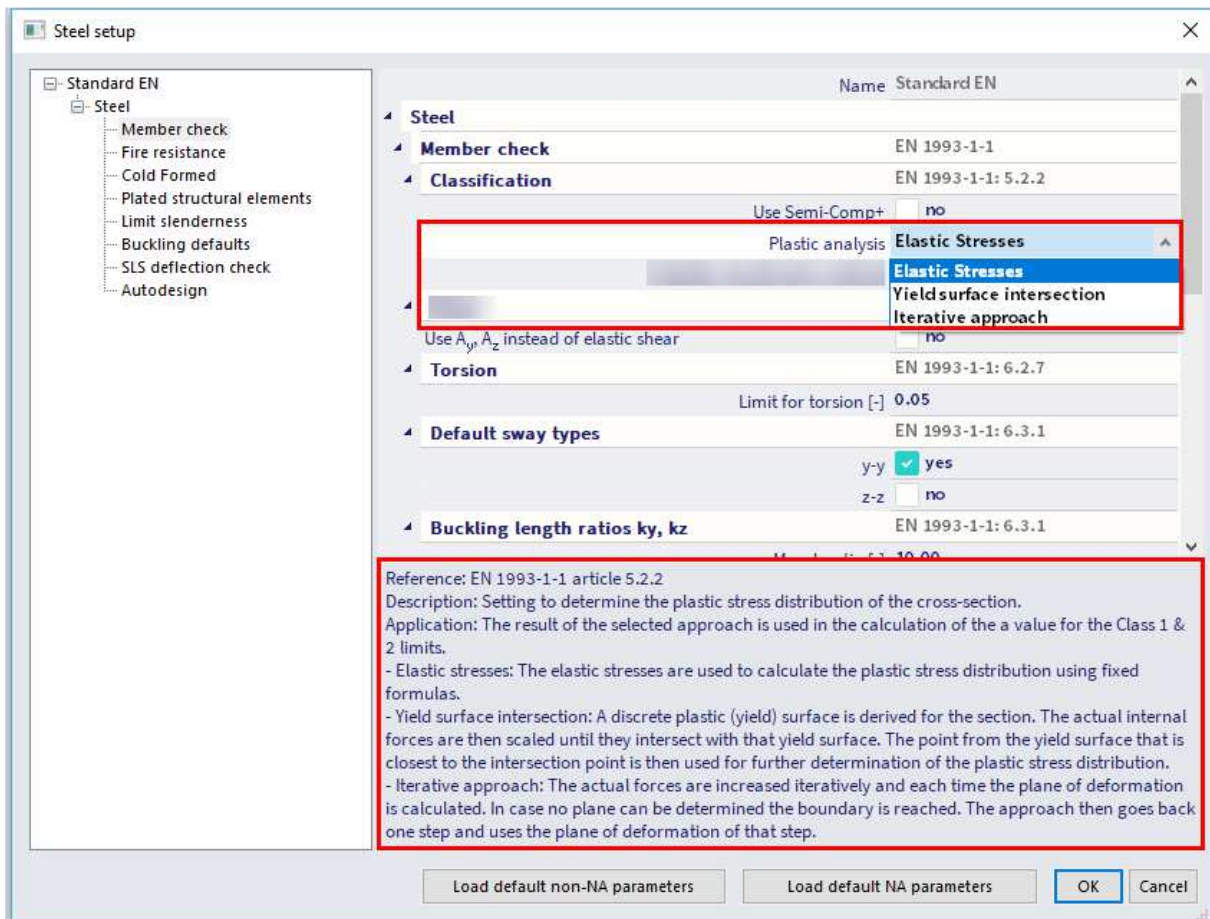 Steel setup
Standard EN
Steel
Member check
Fire resistance
Cold Formed
Plated structural elements
Limit slenderness
Buckling defaults
SLS deflection check
Autodesign
Name Standard EN
Steel
Member check EN 1993-1-1
Classification EN 1993-1-1: 5.2.2
Use Semi-Comp+ no
Plastic analysis Elastic Stresses
Elastic Stresses
Yield surface intersection
Iterative approach
Use Ay, Az instead of elastic shear no
Torsion EN 1993-1-1: 6.2.7
Limit for torsion [-] 0.05
Default sway types EN 1993-1-1: 6.3.1
y-y yes
z-z no
Buckling length ratios ky, kz EN 1993-1-1: 6.3.1
10.00
Reference: EN 1993-1-1 article 5.2.2
Description: Setting to determine the plastic stress distribution of the cross-section.
Application: The result of the selected approach is used in the calculation of the a value for the Class 1 &
2 limits.
- Elastic stresses: The elastic stresses are used to calculate the plastic stress distribution using fixed
formulas.
- Yield surface intersection: A discrete plastic (yield) surface is derived for the section. The actual internal
forces are then scaled until they intersect with that yield surface. The point from the yield surface that is
closest to the intersection point is then used for further determination of the plastic stress distribution.
- Iterative approach: The actual forces are increased iteratively and each time the plane of deformation
is calculated. In case no plane can be determined the boundary is reached. The approach then goes back
one step and uses the plane of deformation of that step.
Load default non-NA parameters
Load default NA parameters
OK
Cancel